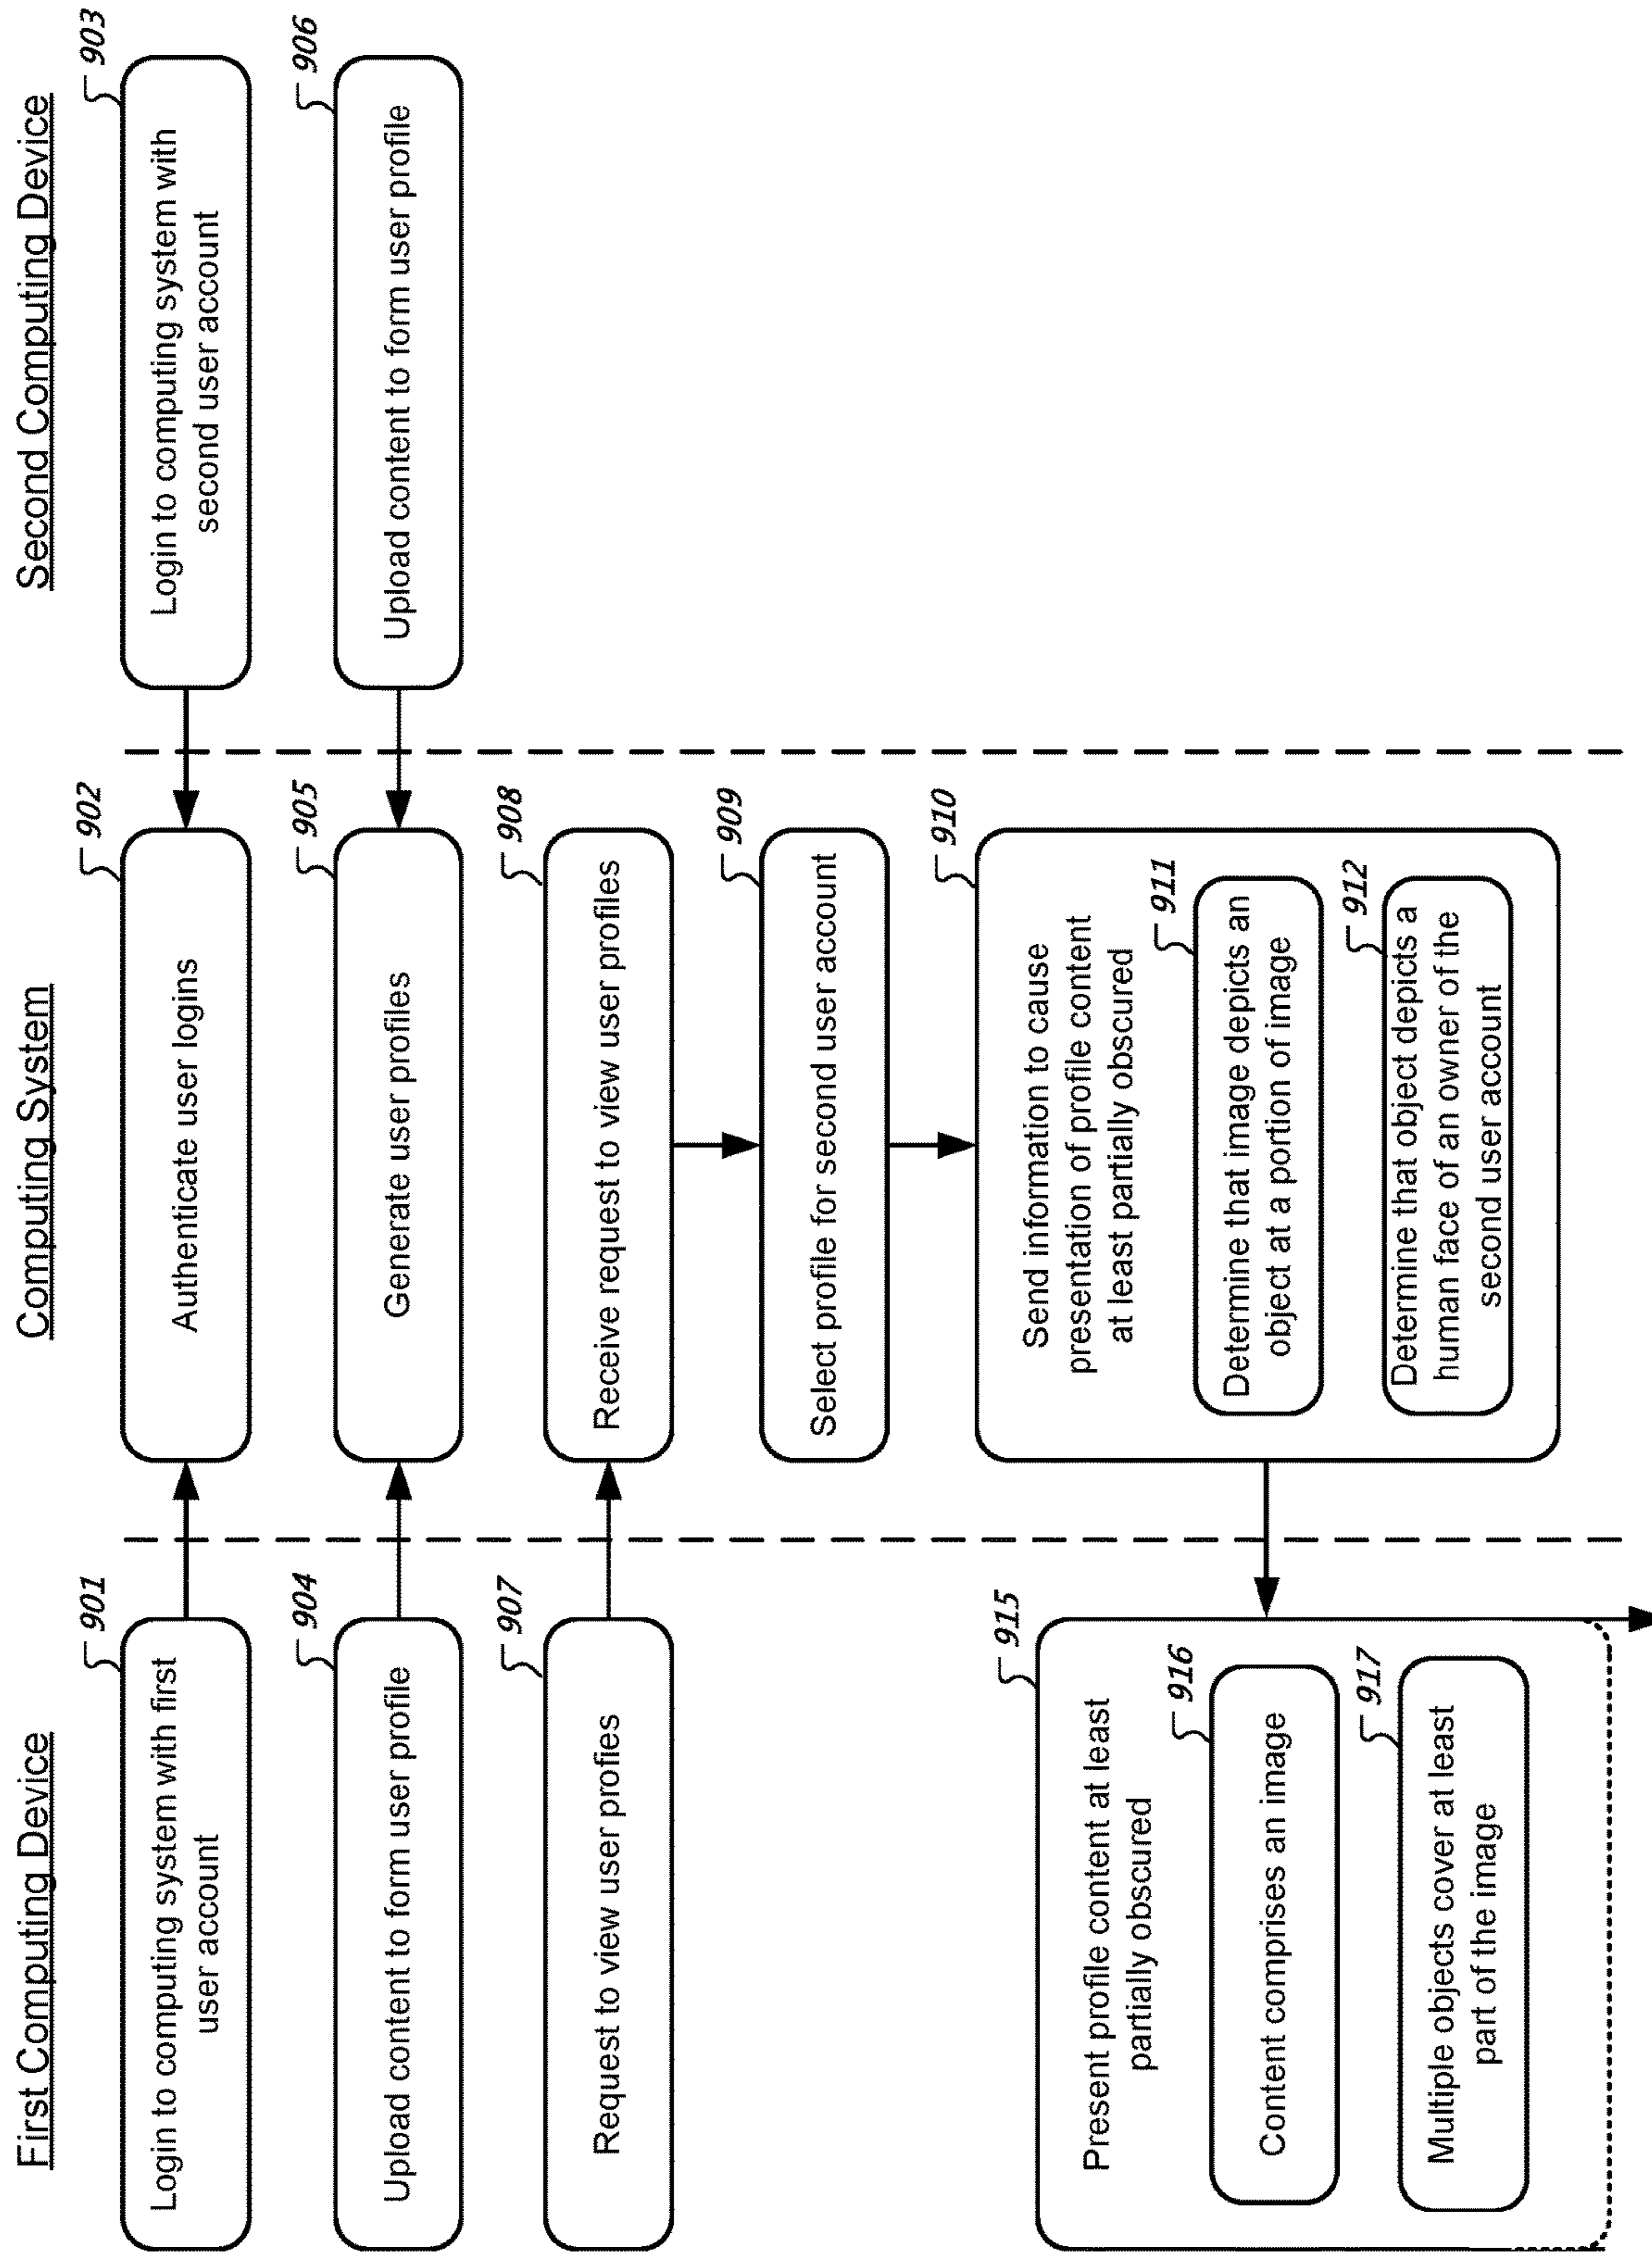 First Computing Device
Computing System
Second Computing Device
901
Login to computing system with first
user account
902
Authenticate user logins
903
Login to computing system with
second user account
904
Upload content to form user profile
905
Generate user profiles
906
Upload content to form user profile
907
Request to view user profies
908
Receive request to view user profiles
909
Select profile for second user account
910
Send information to cause
presentation of profile content
at least partially obscured
911
Determine that image depicts an
object at a portion of image
912
Determine that object depicts a
human face of an owner of the
second user account
915
Present profile content at least
partially obscured
916
Content comprises an image
917
Multiple objects cover at least
part of the image